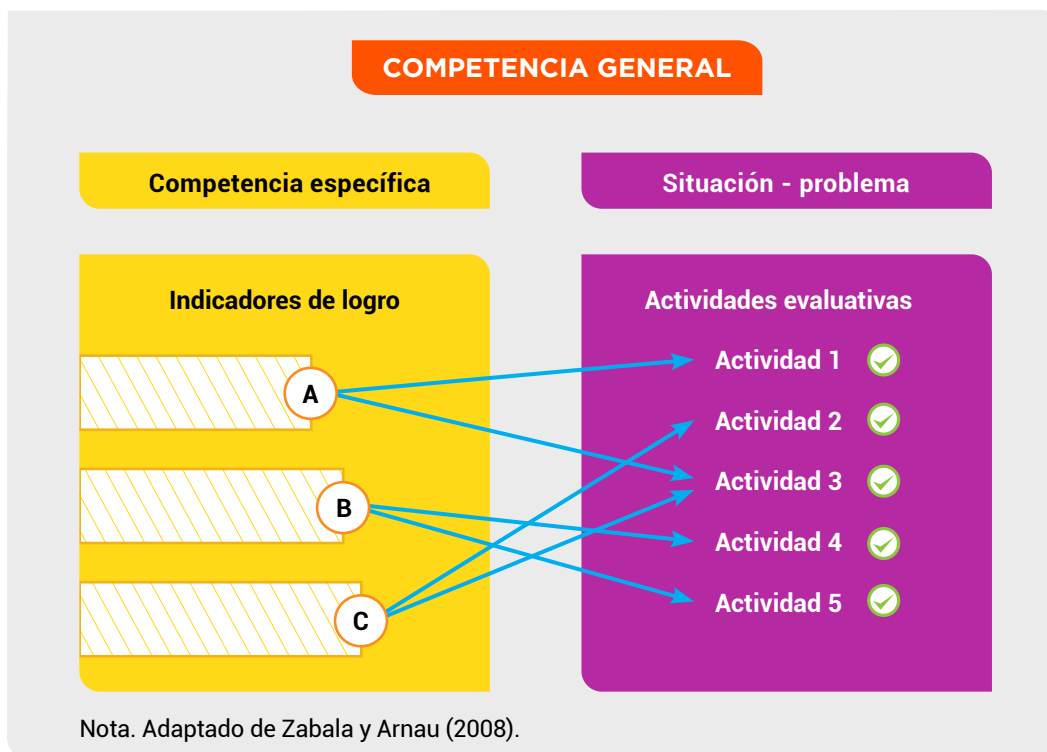 COMPETENCIA GENERAL
Competencia específica
Situación - problema
Indicadores de logro
A
B
C
Actividades evaluativas
Actividad 1
Actividad 2
Actividad 3
Actividad 4
Actividad 5
Nota. Adaptado de Zabala y Arnau (2008).